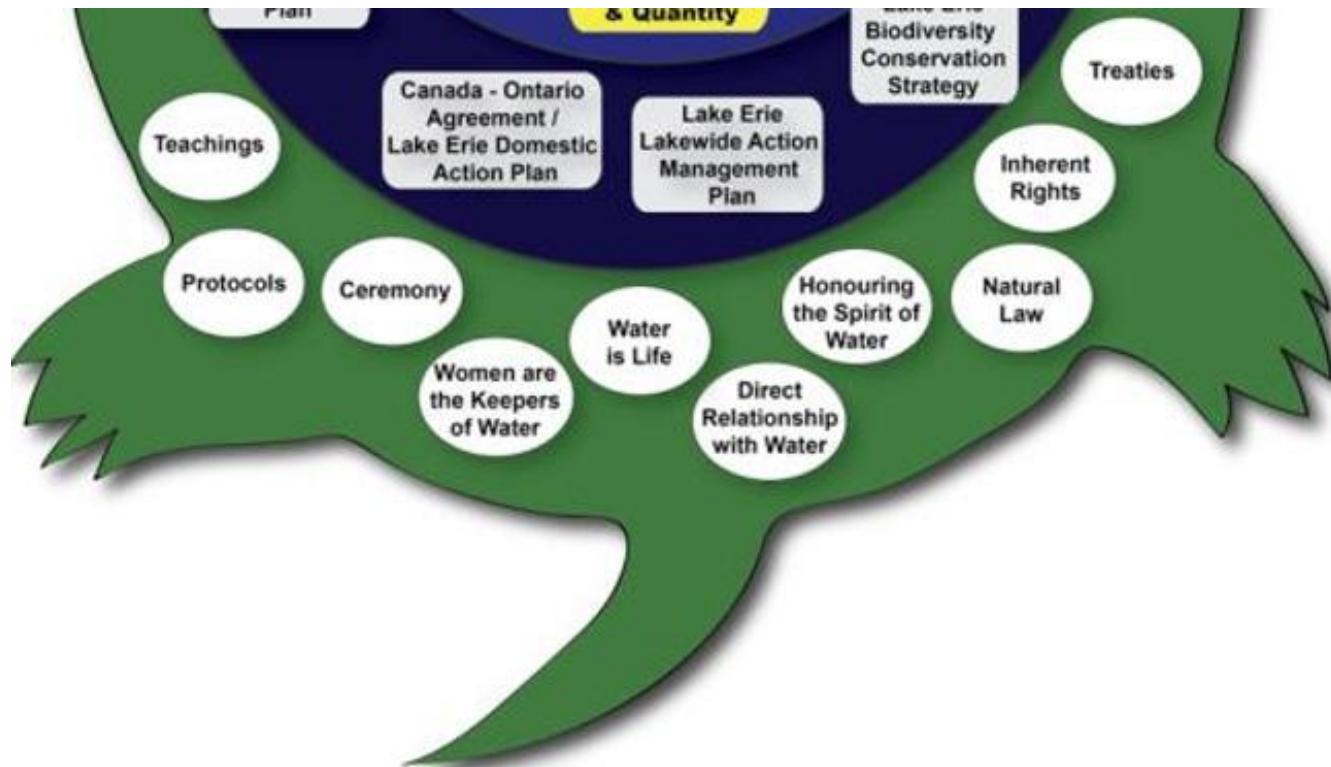 Plan
& Quantity
Lake Erie
Biodiversity
Conservation
Strategy
Treaties
Canada - Ontario
Agreement /
Lake Erie Domestic
Action Plan
Lake Erie
Lakewide Action
Management
Plan
Teachings
Inherent
Rights
Protocols
Ceremony
Honouring
the Spirit of
Water
Natural
Law
Water
is Life
Women are
the Keepers
of Water
Direct
Relationship
with Water